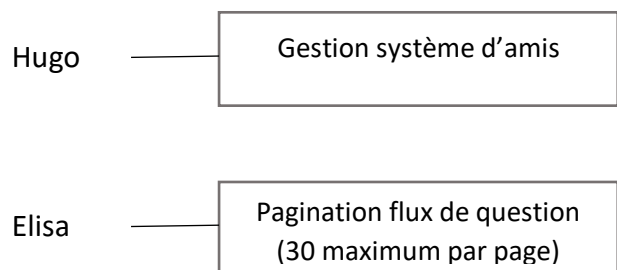 Hugo
Gestion système d’amis
Elisa
Pagination flux de question
(30 maximum par page)